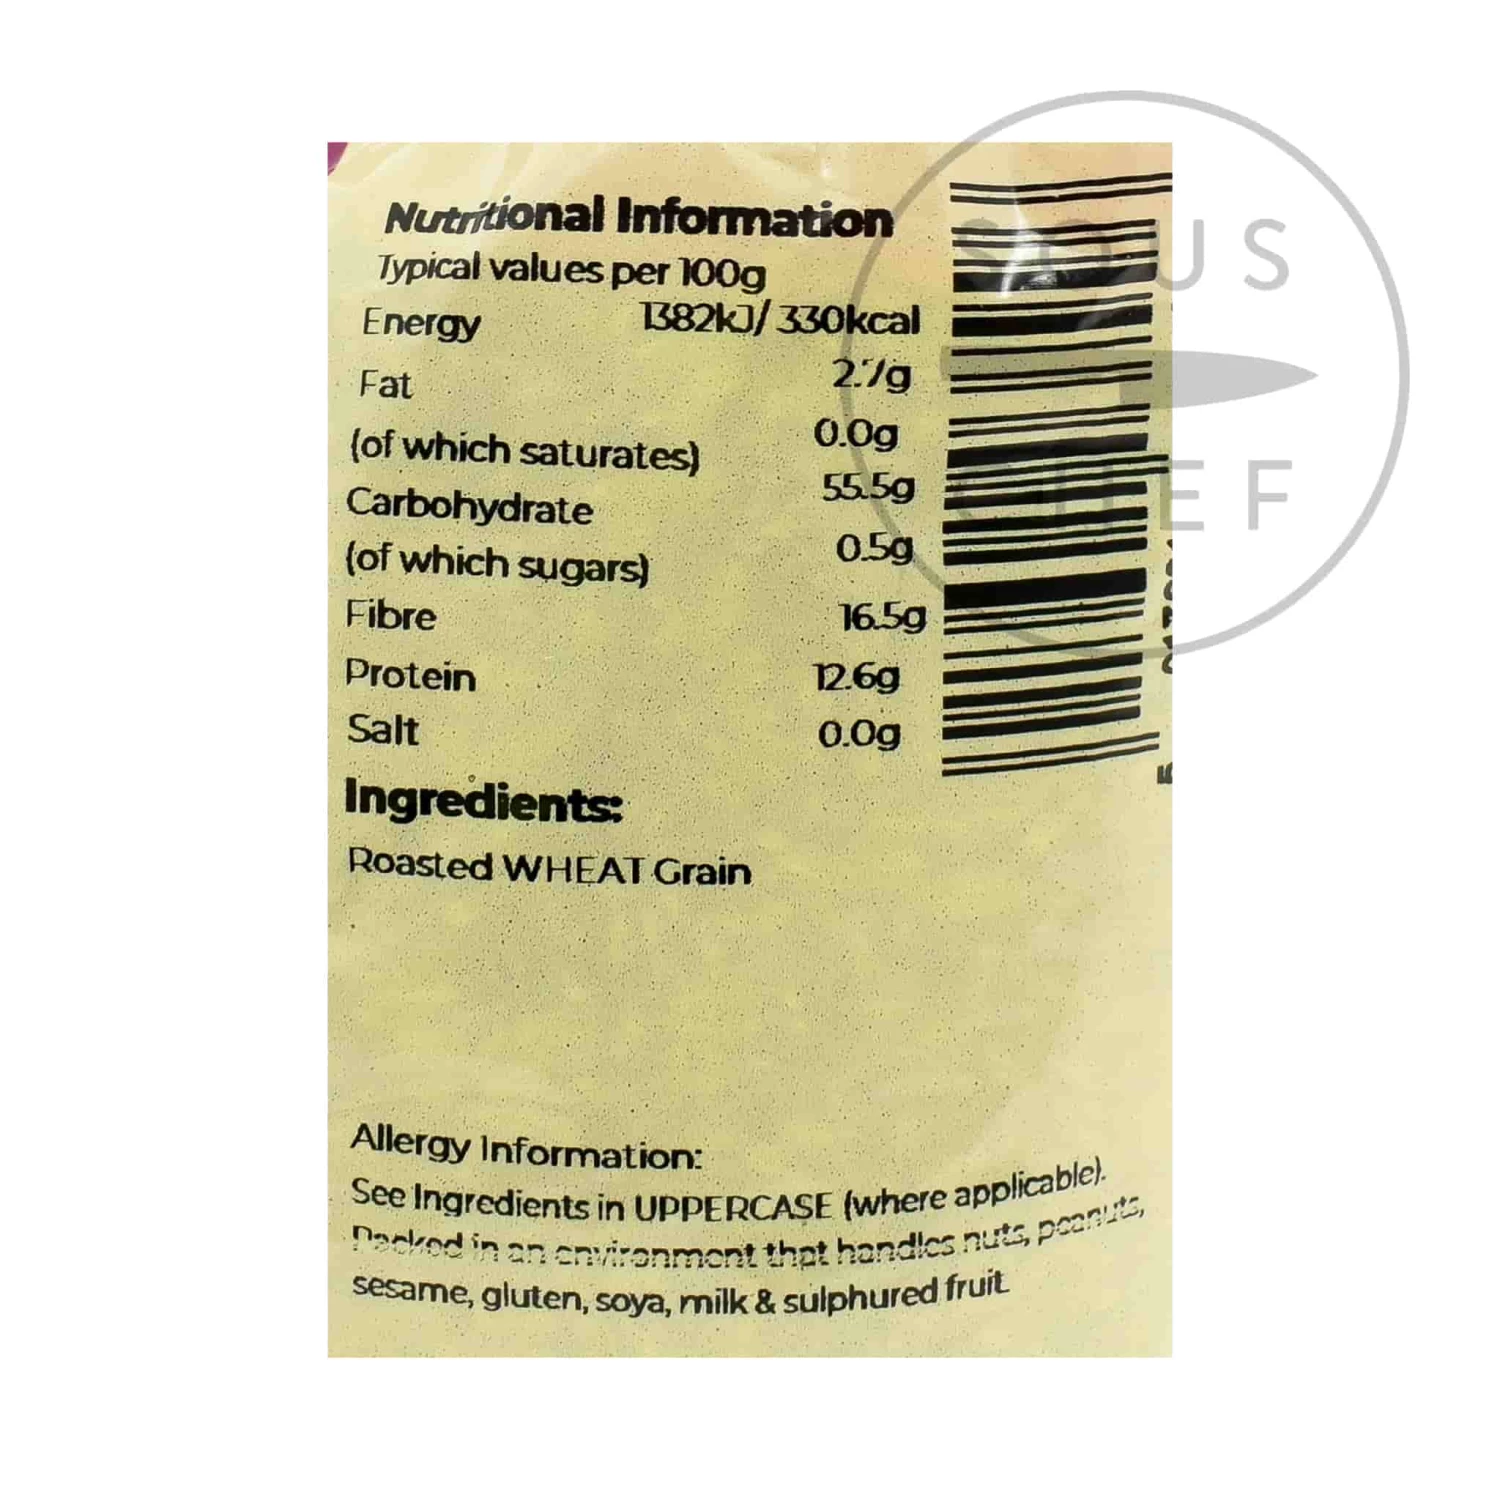 Nutritional Information
Typical values per 100g
Energy 1382kJ/ 330kcal
Fat 2.7g
(of which saturates) 0.0g
Carbohydrate 55.5g
(of which sugars) 0.5g
Fibre 16.5g
Protein 12.6g
Salt 0.0g
Ingredients:
Roasted WHEAT Grain
Allergy Information:
See Ingredients in UPPERCASE (where applicable).
Packed in an environment that handles nuts, peanuts,
sesame, gluten, soya, milk & sulphured fruit
SOUS
CHEF
5